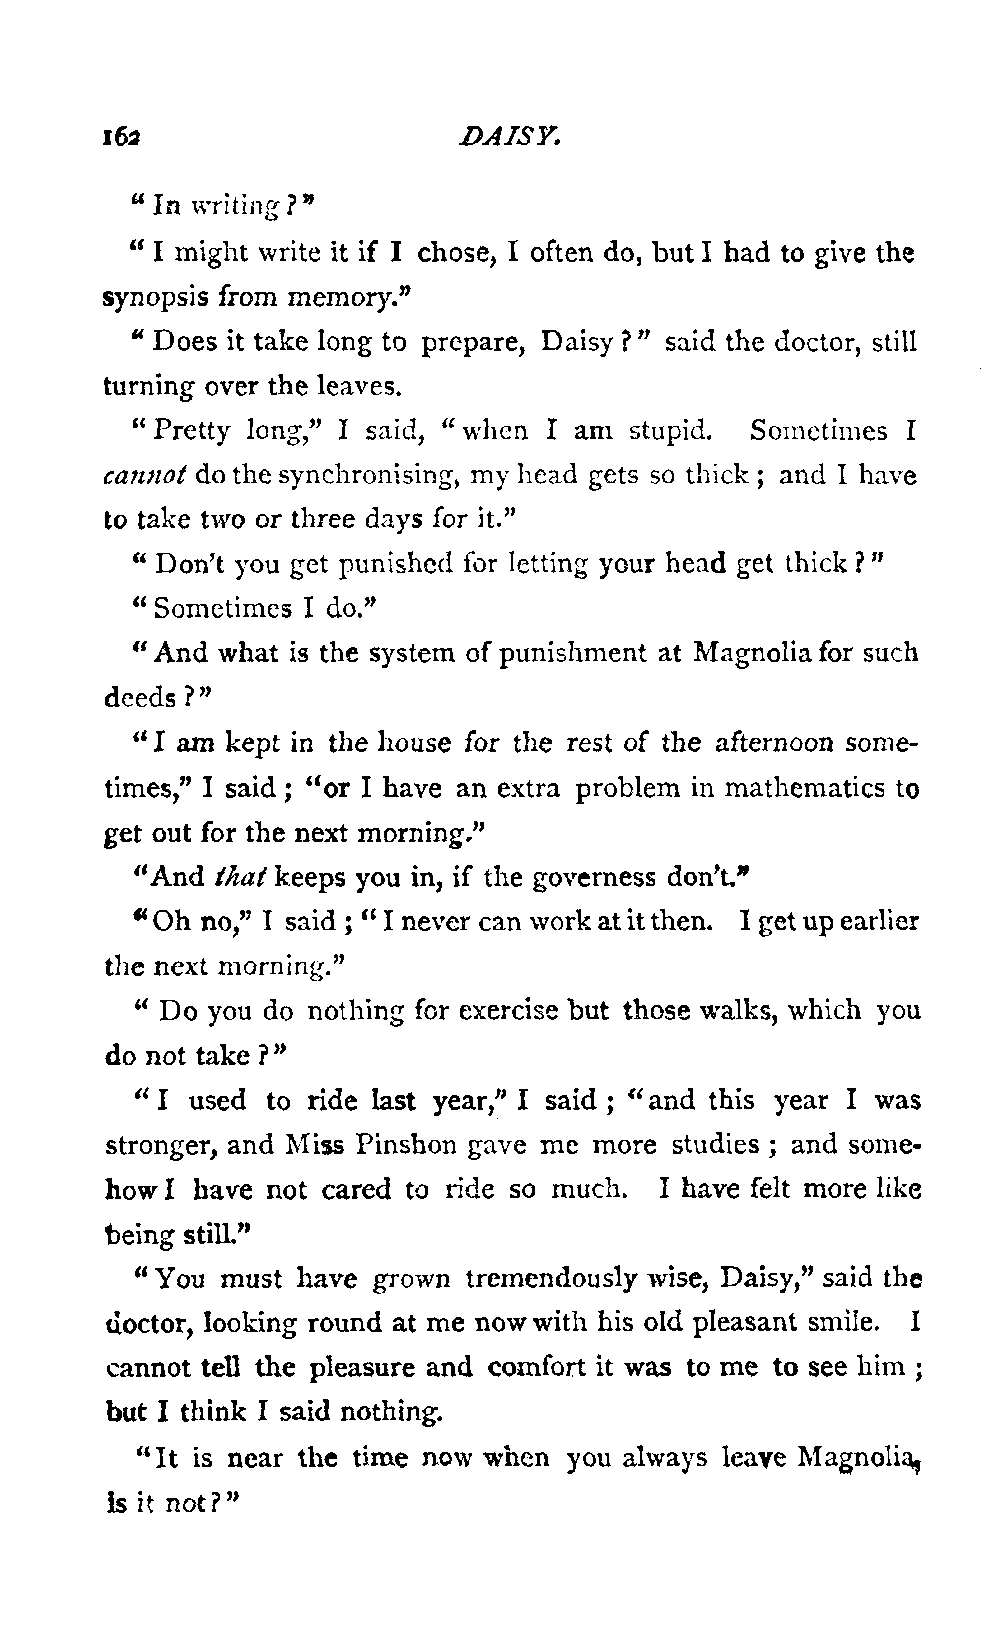 162 DAISY.
“In writing?”
“I might write it if I chose, I often do, but I had to give the
synopsis from memory.”
“Does it take long to prepare, Daisy?” said the doctor, still
turning over the leaves.
“Pretty long,” I said, “when I am stupid. Sometimes I
cannot do the synchronising, my head gets so thick; and I have
to take two or three days for it.”
“Don't you get punished for letting your head get thick?”
“Sometimes I do.”
“And what is the system of punishment at Magnolia for such
deeds?”
“I am kept in the house for the rest of the afternoon some-
times,” I said; “or I have an extra problem in mathematics to
get out for the next morning.”
“And that keeps you in, if the governess don't.”
“Oh no,” I said; “I never can work at it then. I get up earlier
the next morning.”
“Do you do nothing for exercise but those walks, which you
do not take?”
“I used to ride last year,” I said; “and this year I was
stronger, and Miss Pinshon gave me more studies; and some-
how I have not cared to ride so much. I have felt more like
being still.”
“You must have grown tremendously wise, Daisy,” said the
doctor, looking round at me now with his old pleasant smile. I
cannot tell the pleasure and comfort it was to me to see him;
but I think I said nothing.
“It is near the time now when you always leave Magnolia,
is it not?”